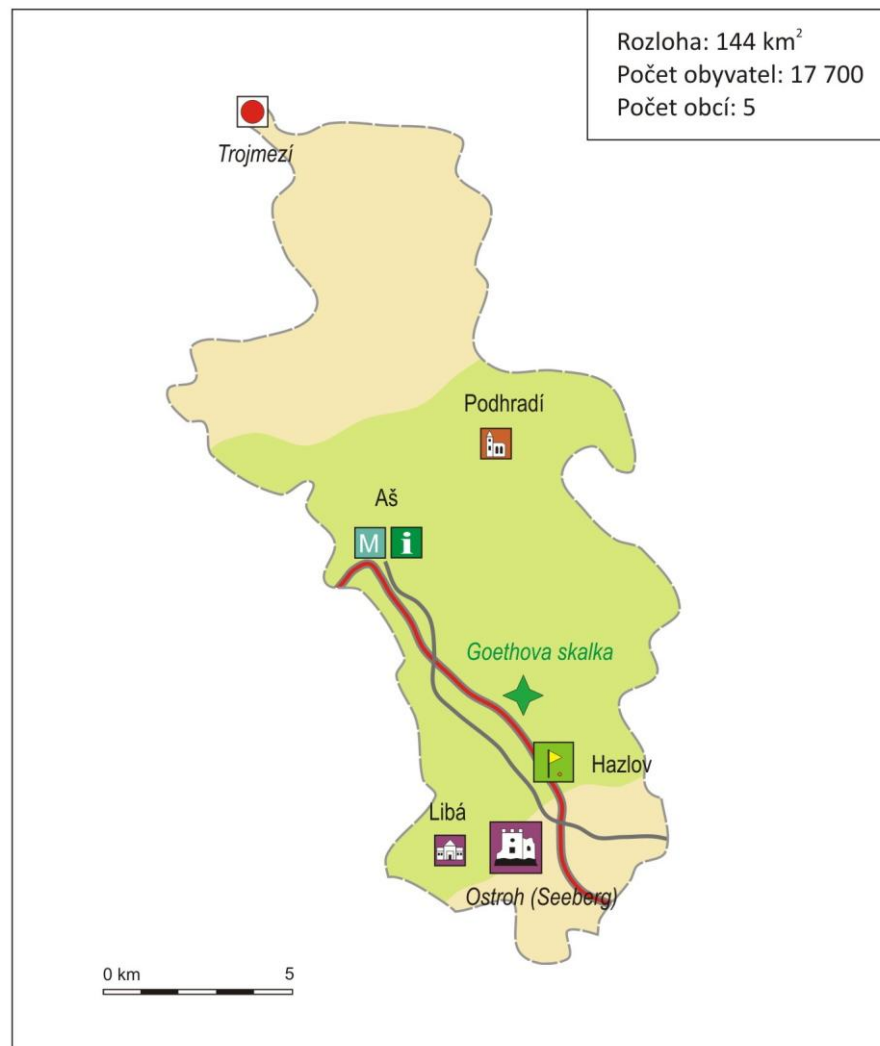 Rozloha: 144 km²
Počet obyvatel: 17 700
Počet obcí: 5
Trojmezí
Podhradí
Aš
M i
Goethova skalka
Hazlov
Libá
Ostroh (Seeberg)
0 km 5